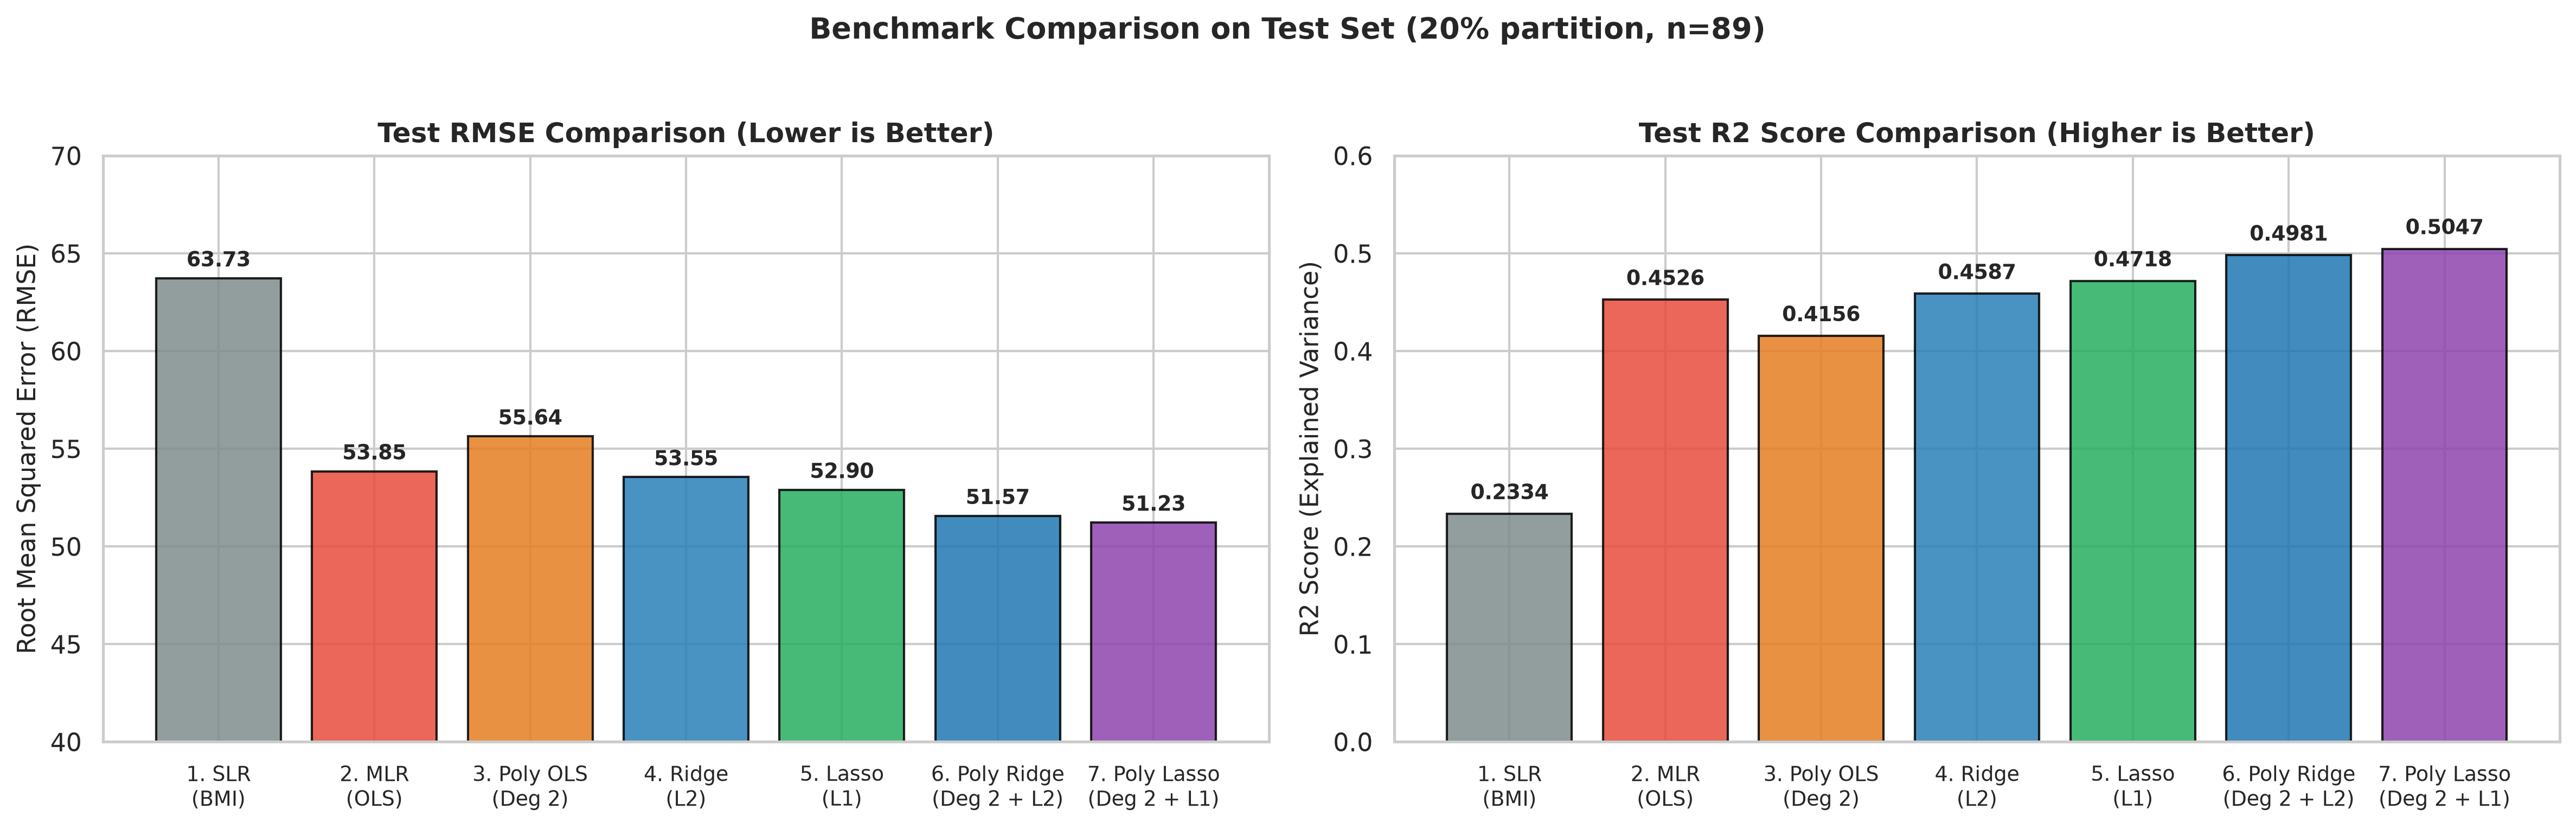 Benchmark Comparison on Test Set (20% partition, n=89)
Test RMSE Comparison (Lower is Better)
Root Mean Squared Error (RMSE)
70
65
60
55
50
45
40
63.73
53.85
55.64
53.55
52.90
51.57
51.23
1. SLR
(BMI)
2. MLR
(OLS)
3. Poly OLS
(Deg 2)
4. Ridge
(L2)
5. Lasso
(L1)
6. Poly Ridge
(Deg 2 + L2)
7. Poly Lasso
(Deg 2 + L1)
Test R2 Score Comparison (Higher is Better)
R2 Score (Explained Variance)
0.6
0.5
0.4
0.3
0.2
0.1
0.0
0.2334
0.4526
0.4156
0.4587
0.4718
0.4981
0.5047
1. SLR
(BMI)
2. MLR
(OLS)
3. Poly OLS
(Deg 2)
4. Ridge
(L2)
5. Lasso
(L1)
6. Poly Ridge
(Deg 2 + L2)
7. Poly Lasso
(Deg 2 + L1)